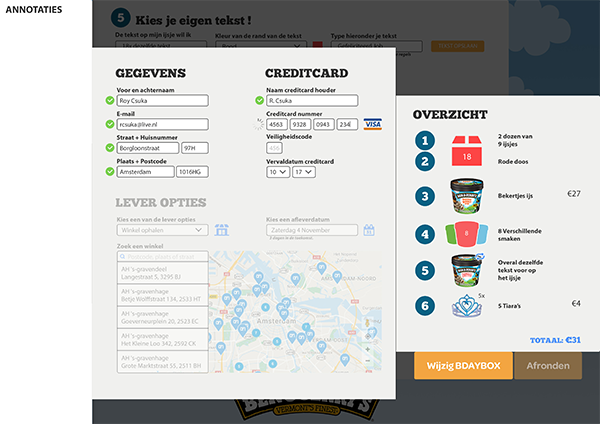 ANNOTATIES
5 Kies je eigen tekst !
De tekst op mijn ijsje wil ik
Kleur van de rand van de tekst
Type hieronder je tekst
GEGEVENS
Voor en achternaam
Roy Csuka
E-mail
rcsuka@live.nl
Straat + Huisnummer
Borgloonstraat 97H
Plaats + Postcode
Amsterdam 1016HG
CREDITCARD
Naam creditcard houder
R. Csuka
Creditcard nummer
4563 9328 0943 234
VISA
Veiligheidscode
456
Vervaldatum creditcard
10 17
LEVER OPTIES
Kies een van de lever opties
Winkel ophalen
Kies een afleverdatum
Zaterdag 4 November
Zoek een winkel
AH 's-gravendeel
Langestraat 5, 3295 BJ
AH 's-gravenhage
Betje Wolffstraat 134, 2533 HT
AH 's-gravenhage
Goeverneurplein 20, 2523 EC
AH 's-gravenhage
Het Kleine Loo 342, 2592 CK
AH 's-gravenhage
Grote Marktstraat 55, 2511 BH
Amsterdam
OVERZICHT
1
2 dozen van
9 ijsjes
18
2
Rode doos
3
Bekertjes ijs
€27
4
8
8 Verschillende
smaken
5
Overal dezelfde
tekst voor op
het ijsje
6
5x
5 Tiara's
€4
TOTAAL: €31
Wijzig BDAYBOX
Afronden
VERMONT'S FINEST